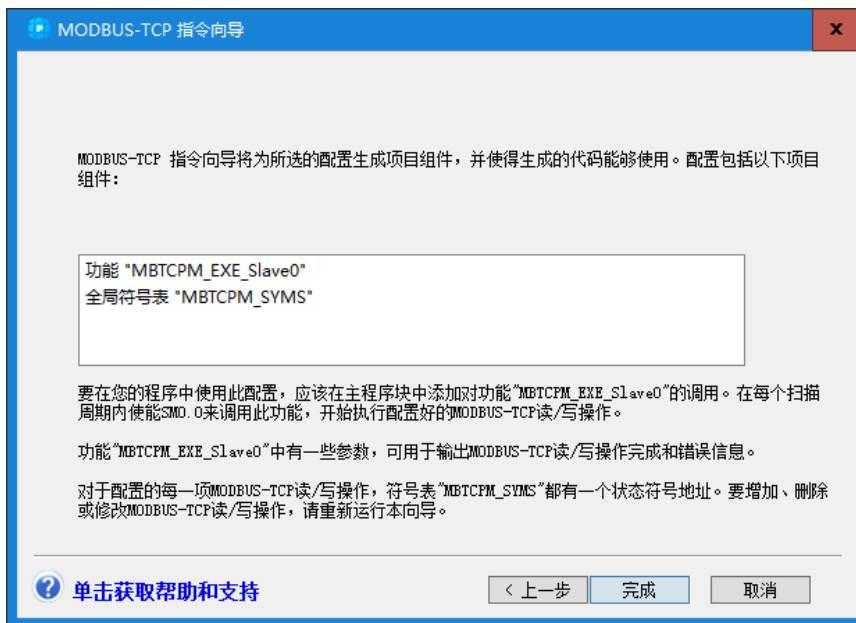 MODBUS-TCP 指令向导
MODBUS-TCP 指令向导将为所选的配置生成项目组件，并使得生成的代码能够使用。配置包括以下项目
组件：
功能 "MBTCPM_EXE_Slave0"
全局符号表 "MBTCPM_SYMS"
要在您的程序中使用此配置，应该在主程序块中添加对功能"MBTCPM_EXE_Slave0"的调用。在每个扫描
周期内使能SM0.0来调用此功能，开始执行配置好的MODBUS-TCP读/写操作。
功能"MBTCPM_EXE_Slave0"中有一些参数，可用于输出MODBUS-TCP读/写操作完成和错误信息。
对于配置的每一项MODBUS-TCP读/写操作，符号表"MBTCPM_SYMS"都有一个状态符号地址。要增加、删除
或修改MODBUS-TCP读/写操作，请重新运行本向导。
单击获取帮助和支持
< 上一步
完成
取消